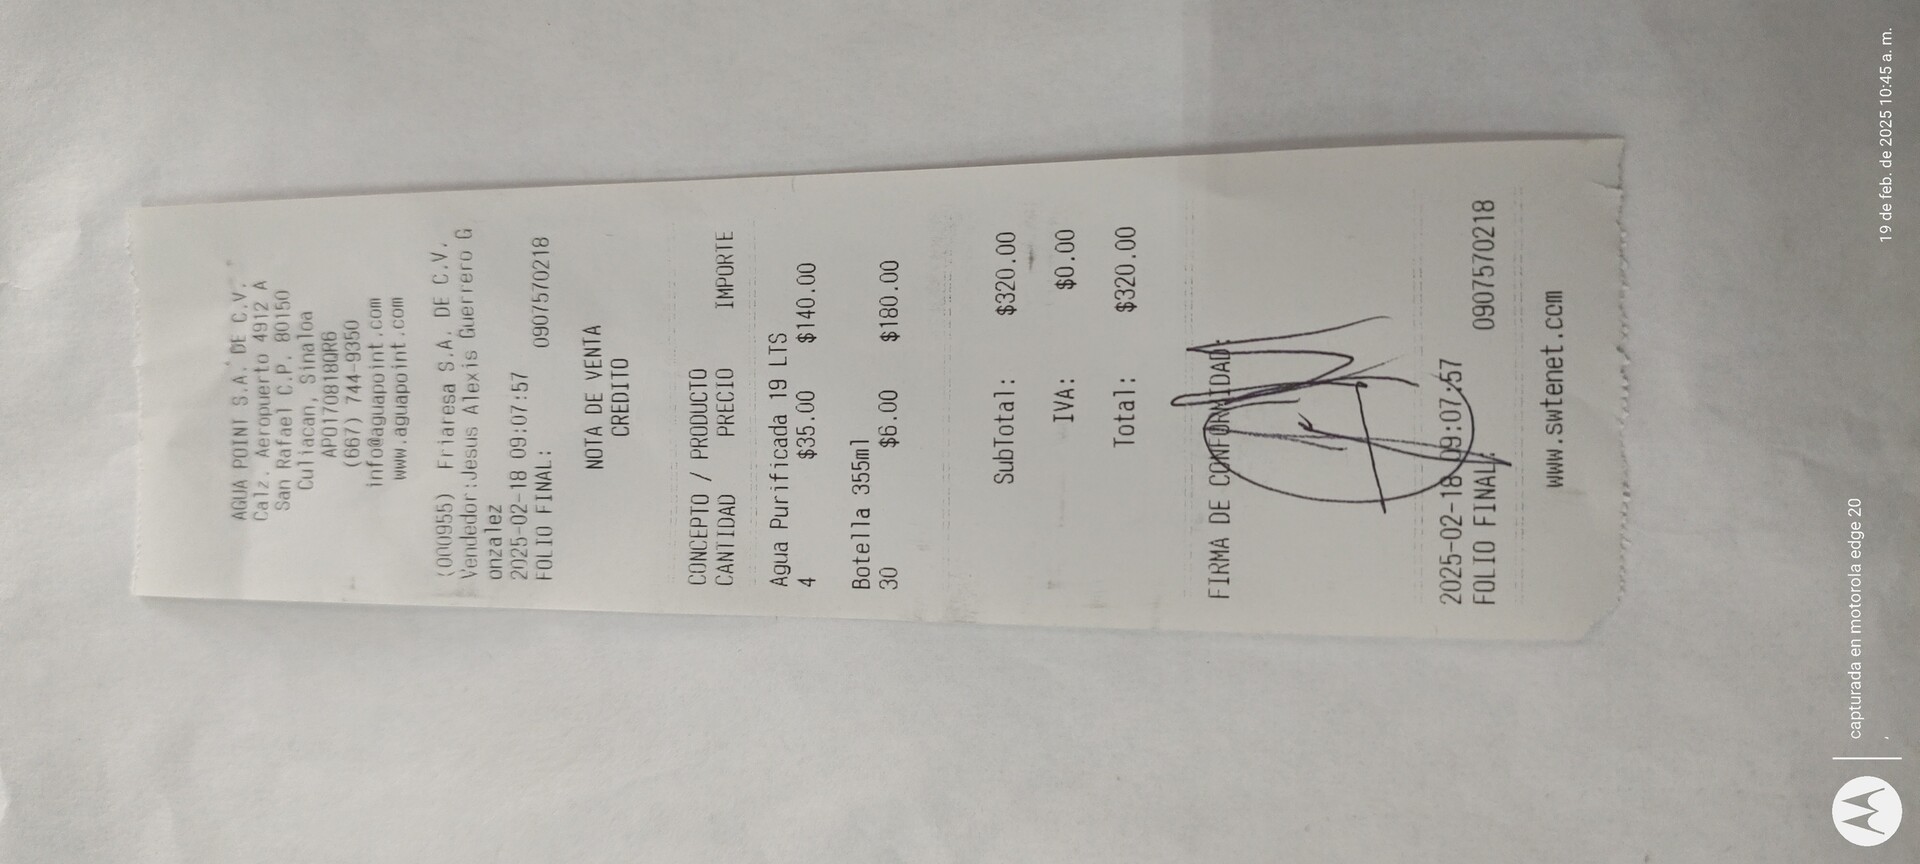 AGUA POINT S.A. DE C.V.
Calz. Aeropuerto 4912 A
San Rafael C.P. 80150
Culiacan, Sinaloa
APO170818QR6
(667) 744-9350
info@aguapoint.com
www.aguapoint.com
(000955) Friaresa S.A. DE C.V.
Vendedor:Jesus Alexis Guerrero G
onzalez
2025-02-18 09:07:57
FOLIO FINAL: 0907570218
NOTA DE VENTA
CREDITO
CONCEPTO / PRODUCTO
CANTIDAD PRECIO IMPORTE
Agua Purificada 19 LTS
4 $35.00 $140.00
Botella 355ml
30 $6.00 $180.00
SubTotal: $320.00
IVA: $0.00
Total: $320.00
FIRMA DE CONFORMIDAD:
2025-02-18 09:07:57
FOLIO FINAL: 0907570218
www.swtenet.com
capturada en motorola edge 20
19 de feb. de 2025 10:45 a. m.